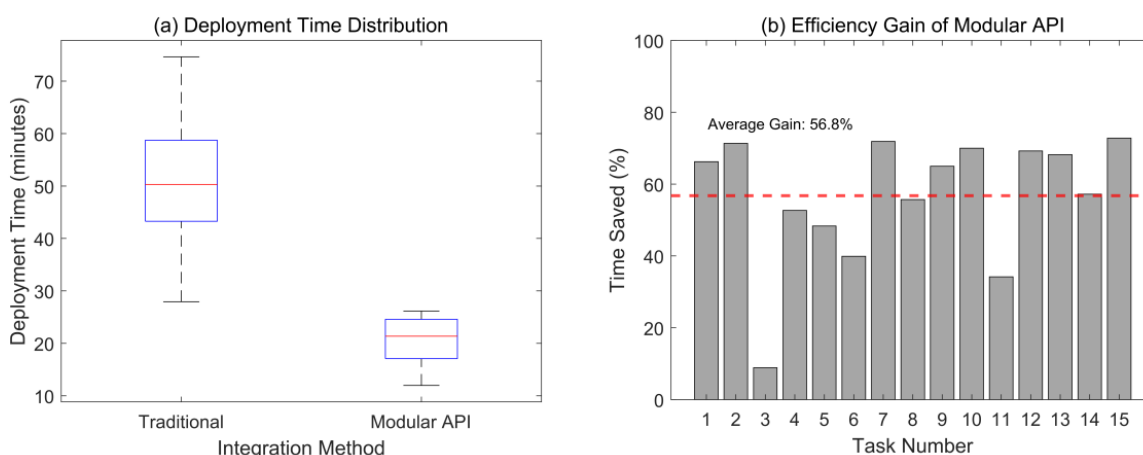 (a) Deployment Time Distribution
Deployment Time (minutes)
70
60
50
40
30
20
10
Traditional
Modular API
Integration Method
(b) Efficiency Gain of Modular API
Time Saved (%)
100
80
60
40
20
0
Average Gain: 56.8%
1 2 3 4 5 6 7 8 9 10 11 12 13 14 15
Task Number